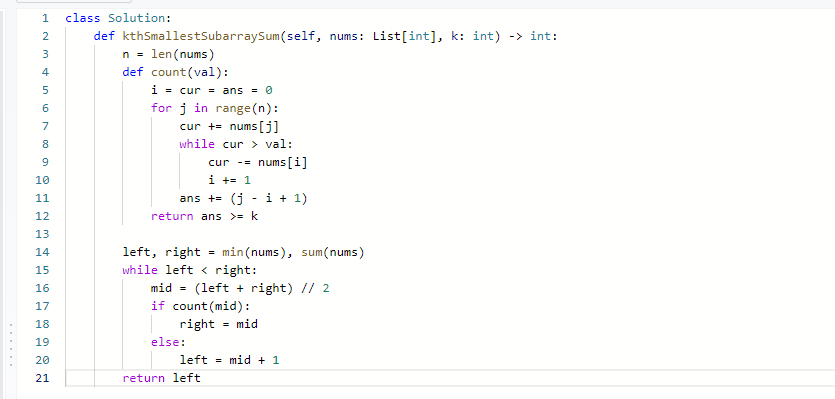 1 class Solution:
2     def kthSmallestSubarraySum(self, nums: List[int], k: int) -> int:
3         n = len(nums)
4         def count(val):
5             i = cur = ans = 0
6             for j in range(n):
7                 cur += nums[j]
8                 while cur > val:
9                     cur -= nums[i]
10                     i += 1
11                 ans += (j - i + 1)
12             return ans >= k
13
14         left, right = min(nums), sum(nums)
15         while left < right:
16             mid = (left + right) // 2
17             if count(mid):
18                 right = mid
19             else:
20                 left = mid + 1
21         return left